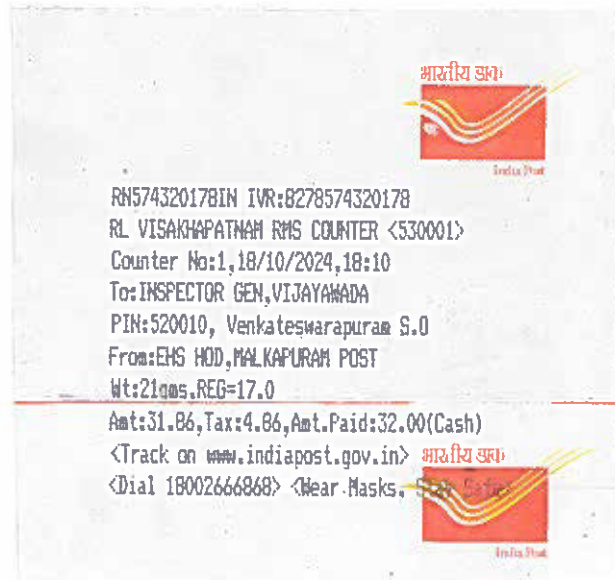 भारतीय डाक
India Post
RN574320178IN IVR:8278574320178
RL VISAKHAPATNAM RMS COUNTER <530001>
Counter No:1,18/10/2024,18:10
To:INSPECTOR GEN,VIJAYAWADA
PIN:520010, Venkateswarapuram S.O
From:EHS HOD,MALKAPURAM POST
Wt:21gms.REG=17.0
Amt:31.86,Tax:4.86,Amt.Paid:32.00(Cash)
<Track on www.indiapost.gov.in>
भारतीय डाक
<Dial 18002666868> <Wear Masks, Stay Safe>
India Post